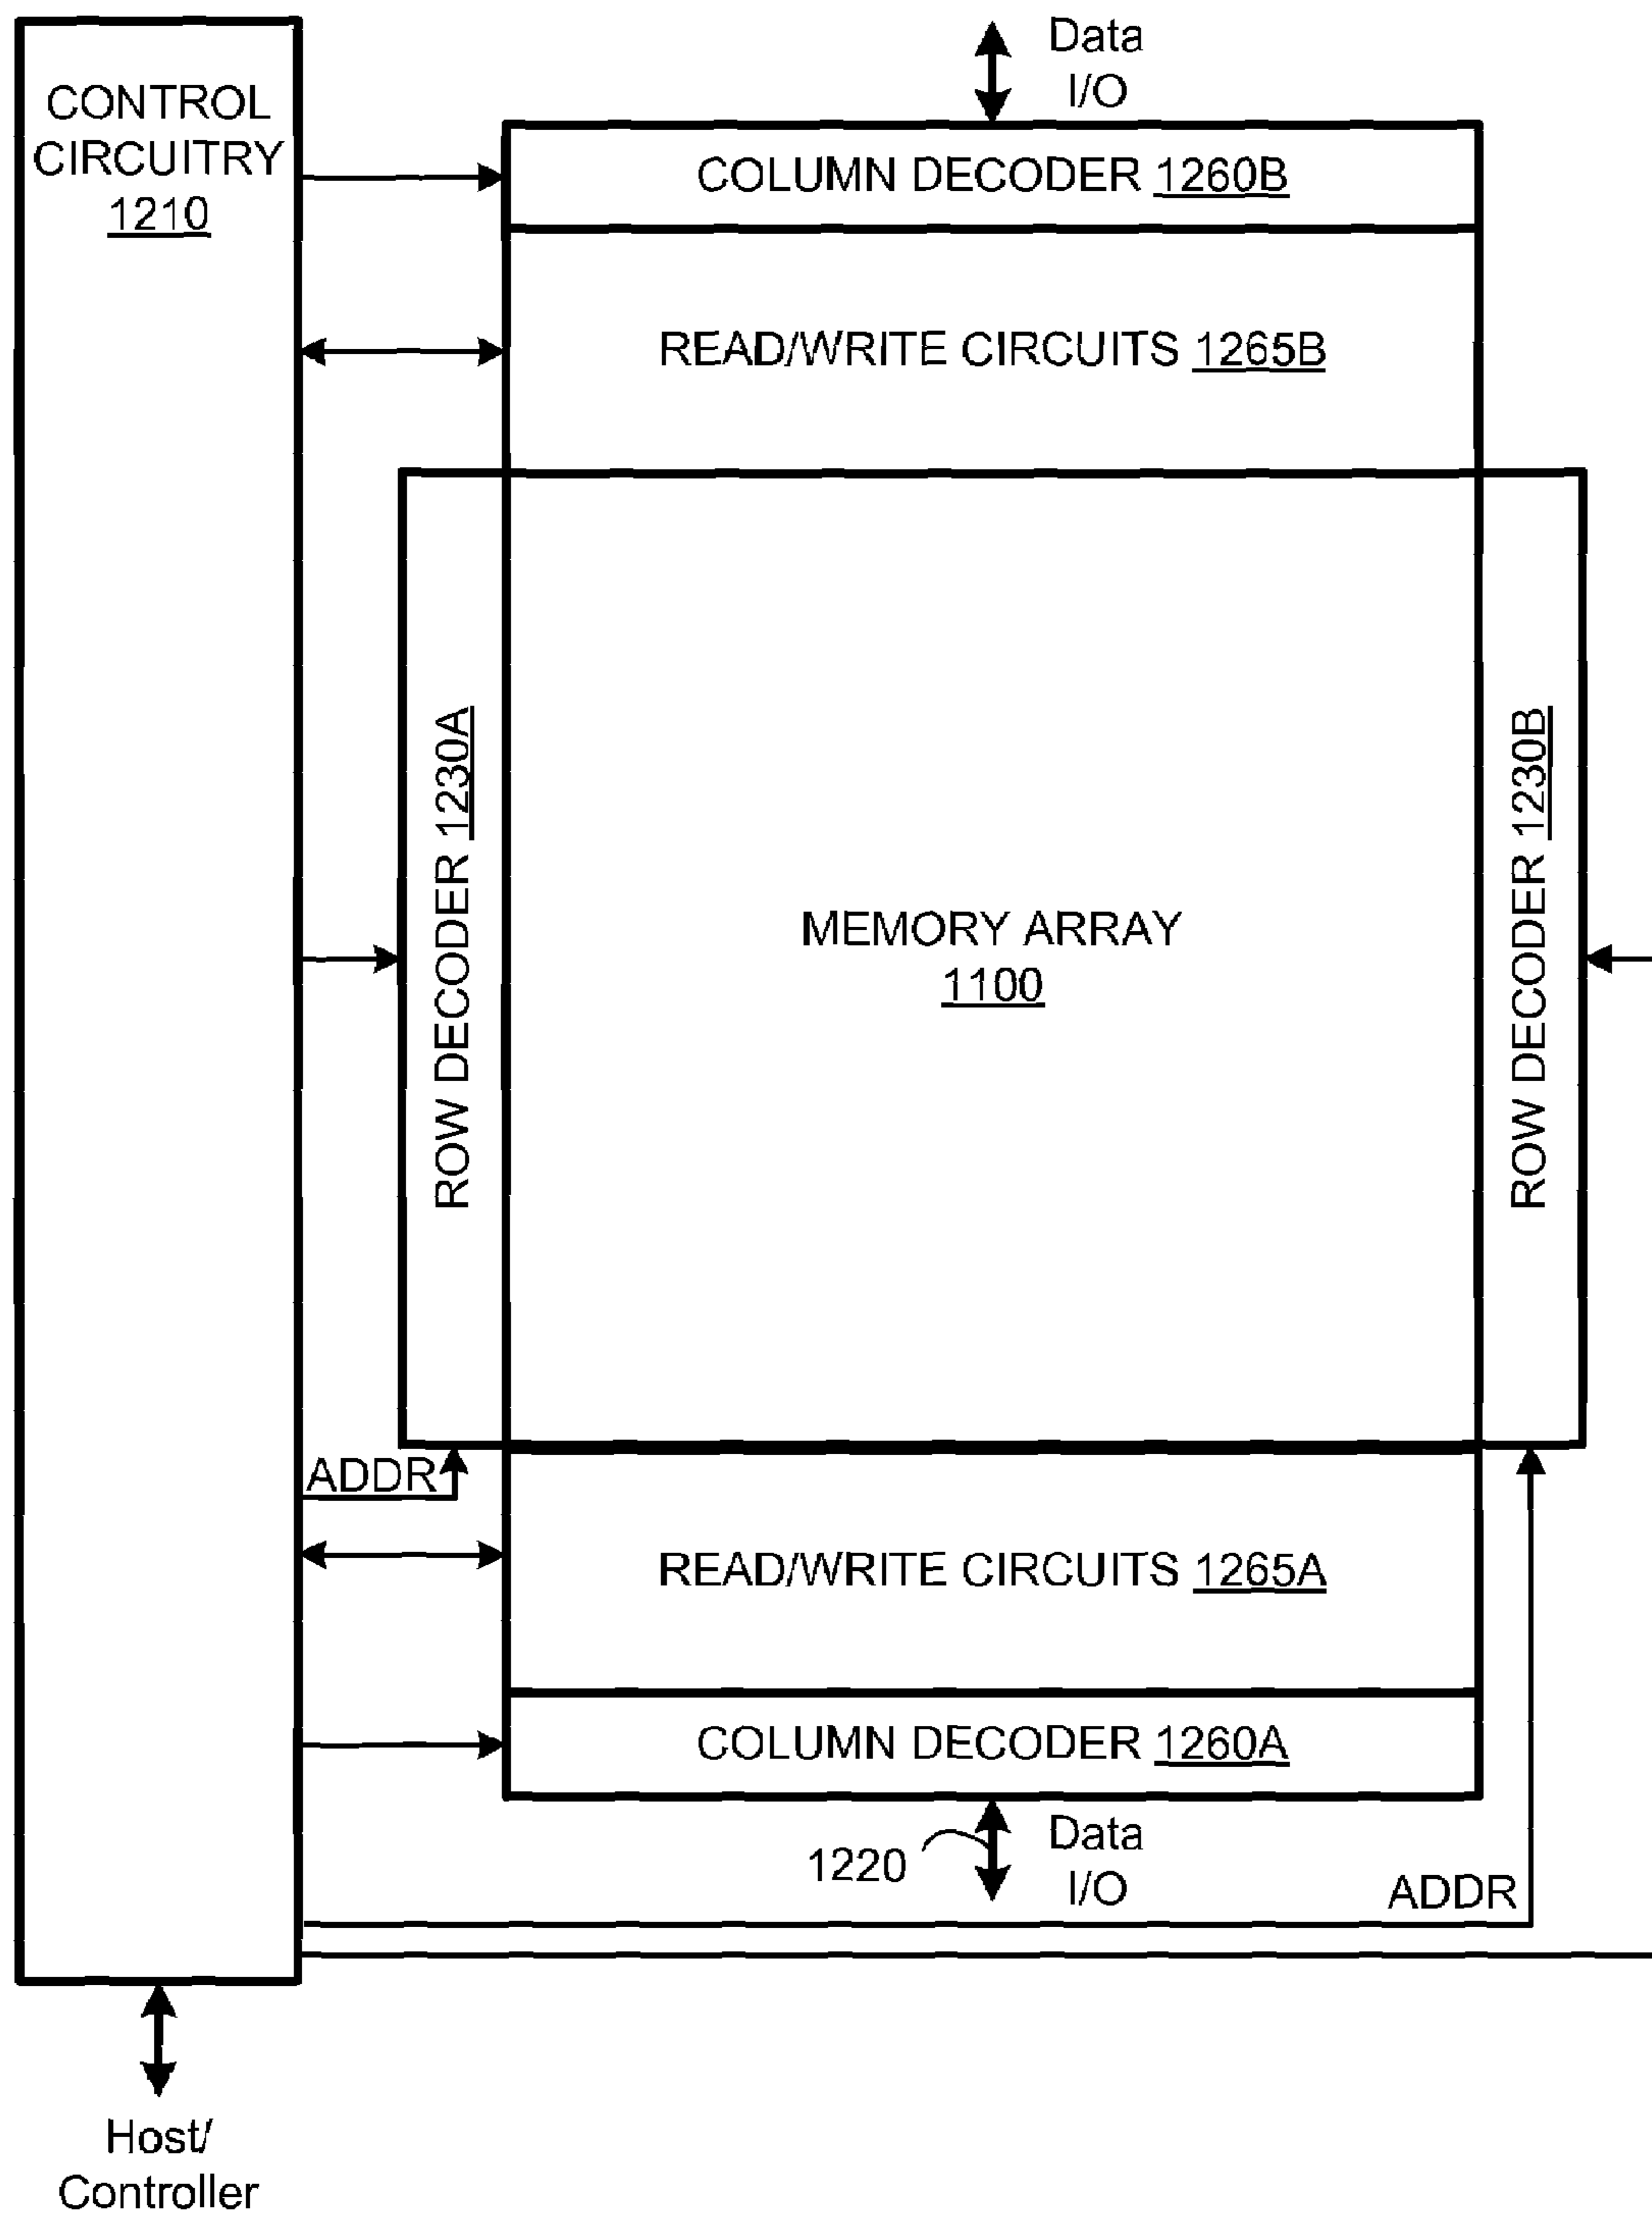 CONTROL
CIRCUITRY
1210
Data
I/O
COLUMN DECODER 1260B
READ/WRITE CIRCUITS 1265B
ROW DECODER 1230A
MEMORY ARRAY
1100
ROW DECODER 1230B
ADDR
READ/WRITE CIRCUITS 1265A
COLUMN DECODER 1260A
1220
Data
I/O
ADDR
Host/
Controller